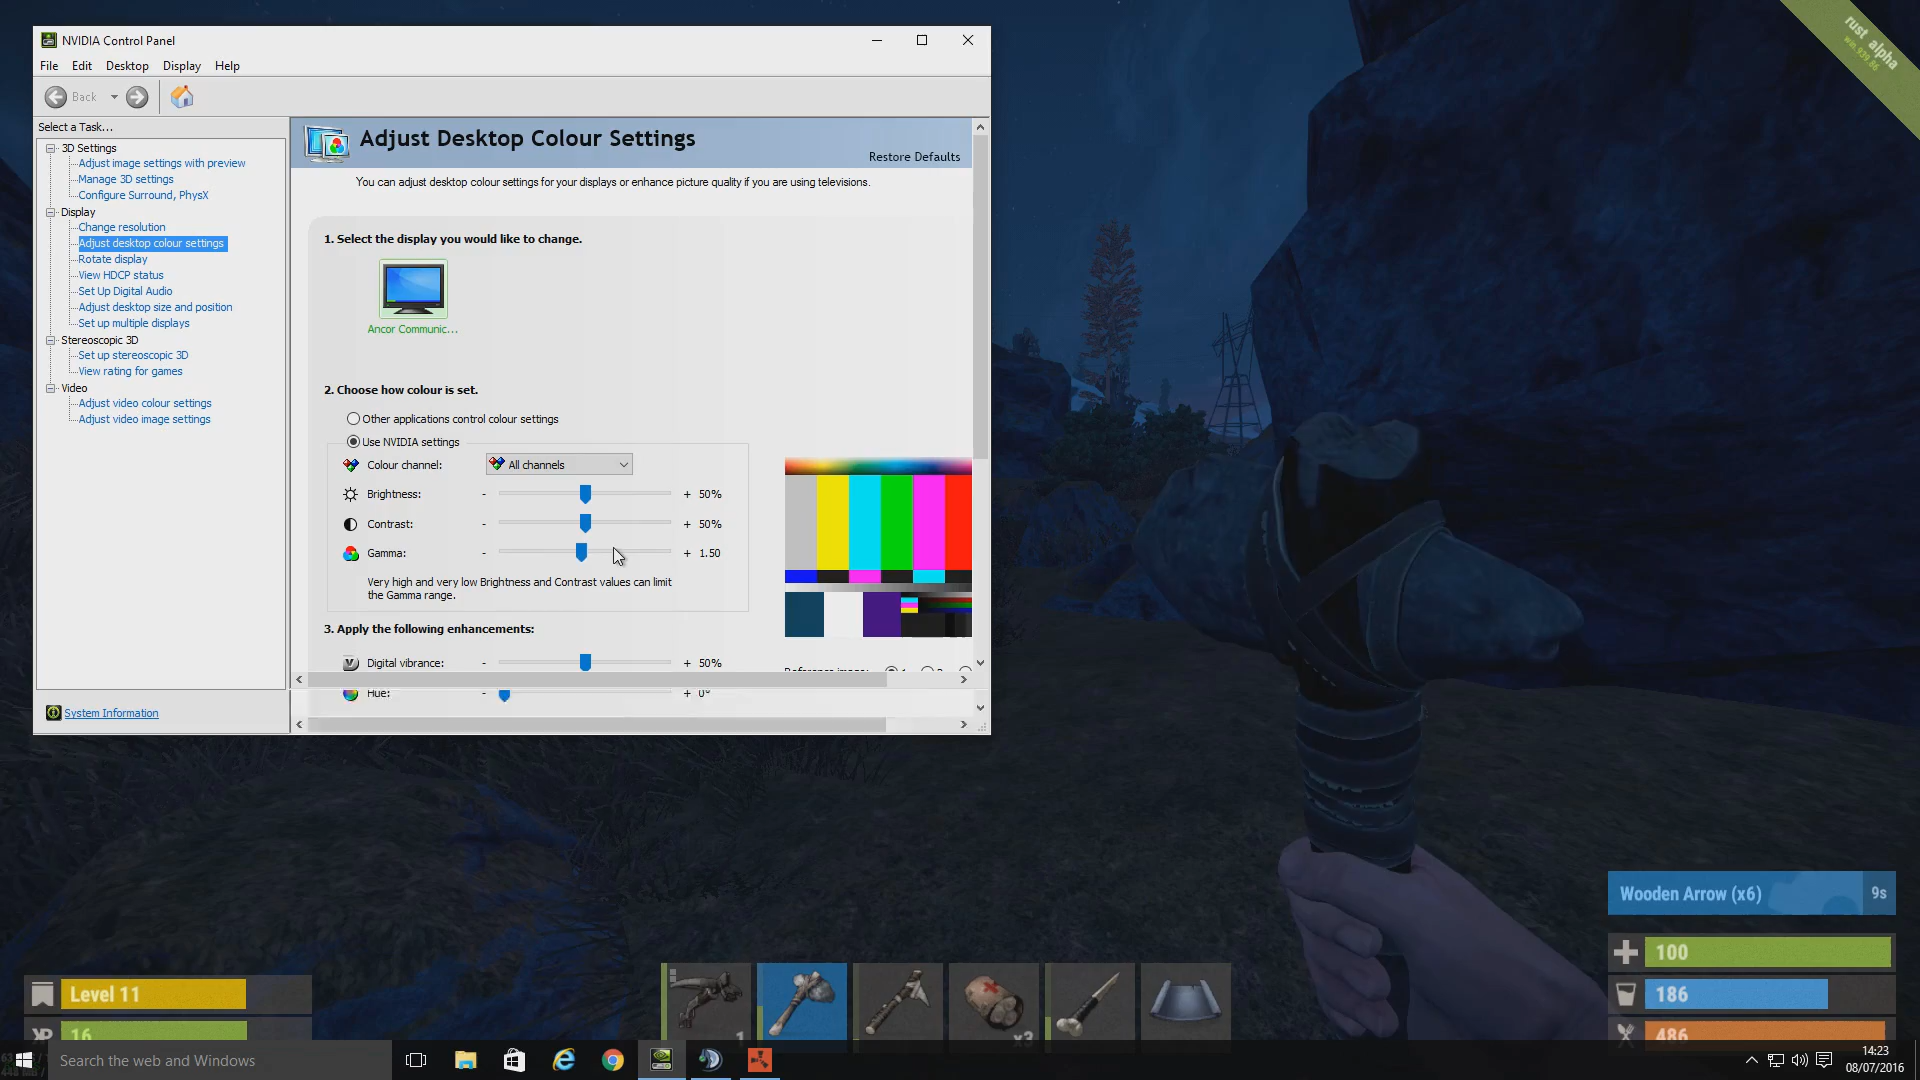 NVIDIA Control Panel
File Edit Desktop Display Help
Back
Select a Task...
3D Settings
Adjust image settings with preview
Manage 3D settings
Configure Surround, PhysX
Display
Change resolution
Adjust desktop colour settings
Rotate display
View HDCP status
Set Up Digital Audio
Adjust desktop size and position
Set up multiple displays
Stereoscopic 3D
Set up stereoscopic 3D
View rating for games
Video
Adjust video colour settings
Adjust video image settings
System Information
Adjust Desktop Colour Settings
Restore Defaults
You can adjust desktop colour settings for your displays or enhance picture quality if you are using televisions.
1. Select the display you would like to change.
Ancor Communic...
2. Choose how colour is set.
Other applications control colour settings
Use NVIDIA settings
Colour channel: All channels
Brightness: - + 50%
Contrast: - + 50%
Gamma: - + 1.50
Very high and very low Brightness and Contrast values can limit
the Gamma range.
3. Apply the following enhancements:
Digital vibrance: - + 50%
Reference image: 1 2
Hue: - + 0°
rust alpha
Wooden Arrow (x6) 9s
100
186
486
Level 11
XP 16
1
x3
Search the web and Windows
14:23
08/07/2016